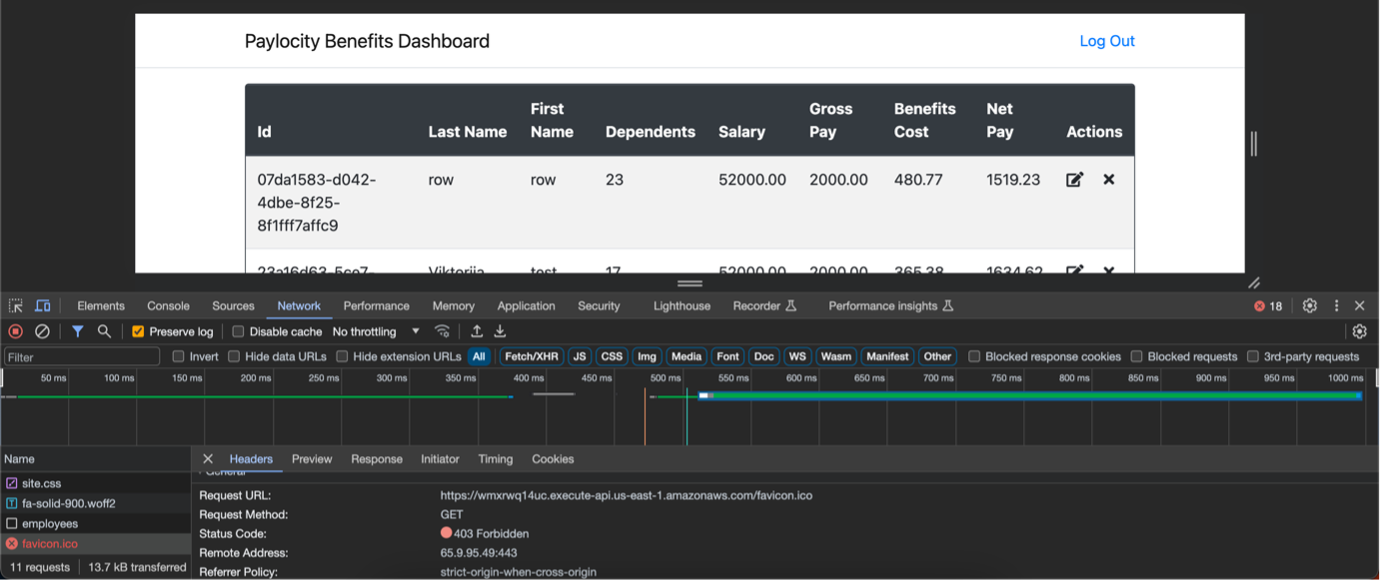 Paylocity Benefits Dashboard Log Out
First Gross Benefits Net
Id Last Name Name Dependents Salary Pay Cost Pay Actions
07da1583-d042- row row 23 52000.00 2000.00 480.77 1519.23
4dbe-8f25-
8f1fff7affc9
23a16d63-5ce7- Viktoriia test 17 52000.00 2000.00 365.38 1634.62
Elements Console Sources Network Performance Memory Application Security Lighthouse Recorder Performance insights 18
Preserve log Disable cache No throttling
Filter Invert Hide data URLs Hide extension URLs All Fetch/XHR JS CSS Img Media Font Doc WS Wasm Manifest Other Blocked response cookies Blocked requests 3rd-party requests
50 ms 100 ms 150 ms 200 ms 250 ms 300 ms 350 ms 400 ms 450 ms 500 ms 550 ms 600 ms 650 ms 700 ms 750 ms 800 ms 850 ms 900 ms 950 ms 1000 ms
Name Headers Preview Response Initiator Timing Cookies
General
site.css
Request URL: https://wmxrwq14uc.execute-api.us-east-1.amazonaws.com/favicon.ico
fa-solid-900.woff2
Request Method: GET
employees
Status Code: 403 Forbidden
favicon.ico
Remote Address: 65.9.95.49:443
11 requests 13.7 kB transferred
Referrer Policy: strict-origin-when-cross-origin